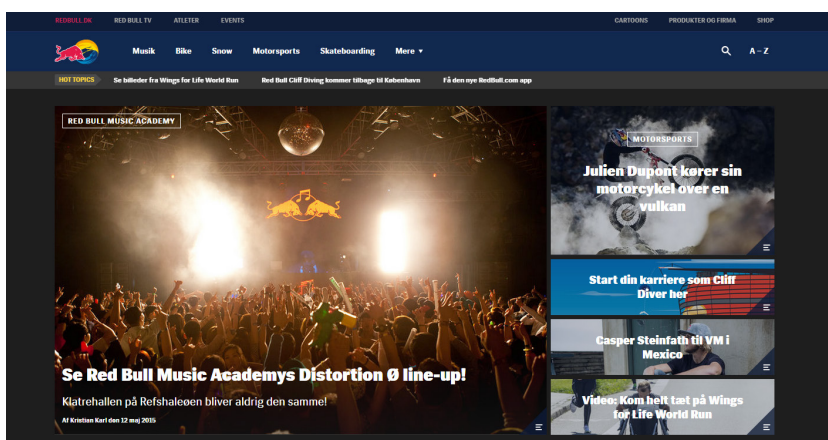 REDBULL.DK RED BULL TV ATLETER EVENTS CARTOONS PRODUKTER OG FIRMA SHOP
Musik Bike Snow Motorsports Skateboarding Mere A – Z
HOT TOPICS Se billeder fra Wings for Life World Run Red Bull Cliff Diving kommer tilbage til København Få den nye RedBull.com app
RED BULL MUSIC ACADEMY
Se Red Bull Music Academys Distortion Ø line-up!
Klatrehallen på Refshaleøen bliver aldrig den samme!
Af Kristian Karl den 12 maj 2015
MOTORSPORTS
Julien Dupont kører sin
motorcykel over en
vulkan
Start din karriere som Cliff
Diver her
Casper Steinfath til VM i
Mexico
Video: Kom helt tæt på Wings
for Life World Run